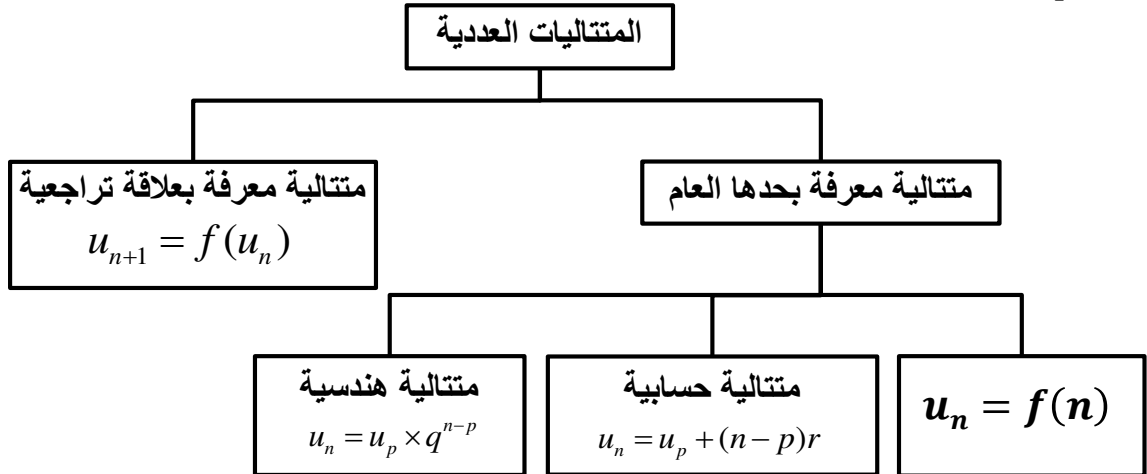 المتتاليات العددية
متتالية معرفة بحدها العام
متتالية معرفة بعلاقة تراجعية
u_{n+1} = f(u_n)
u_n = f(n)
متتالية حسابية
u_n = u_p + (n − p)r
متتالية هندسية
u_n = u_p × q^{n−p}